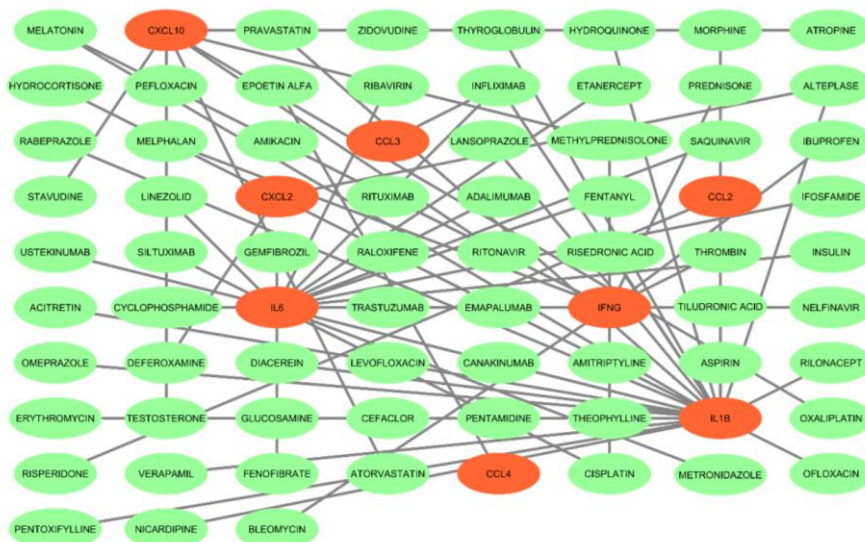 MELATONIN CXCL10 PRAVASTATIN ZIDOVUDINE THYROGLOBULIN HYDROQUINONE MORPHINE ATROPINE
HYDROCORTISONE PEFLOXACIN EPOETIN ALFA RIBAVIRIN INFLIXIMAB ETANERCEPT PREDNISONE ALTEPLASE
RABEPRAZOLE MELPHALAN AMIKACIN CCL3 LANSOPRAZOLE METHYLPREDNISOLONE SAQUINAVIR IBUPROFEN
STAVUDINE LINEZOLID CXCL2 RITUXIMAB ADALIMUMAB FENTANYL CCL2 IFOSFAMIDE
USTEKINUMAB SILTUXIMAB GEMFIBROZIL RALOXIFENE RITONAVIR RISEDRONIC ACID THROMBIN INSULIN
ACITRETIN CYCLOPHOSPHAMIDE IL6 TRASTUZUMAB EMAPALUMAB IFNG TILUDRONIC ACID NELFINAVIR
OMEPRAZOLE DEFEROXAMINE DIACEREIN LEVOFLOXACIN CANAKINUMAB AMITRIPTYLINE ASPIRIN RILONACEPT
ERYTHROMYCIN TESTOSTERONE GLUCOSAMINE CEFACLOR PENTAMIDINE THEOPHYLLINE IL1B OXALIPLATIN
RISPERIDONE VERAPAMIL FENOFIBRATE ATORVASTATIN CCL4 CISPLATIN METRONIDAZOLE OFLOXACIN
PENTOXIFYLLINE NICARDIPINE BLEOMYCIN